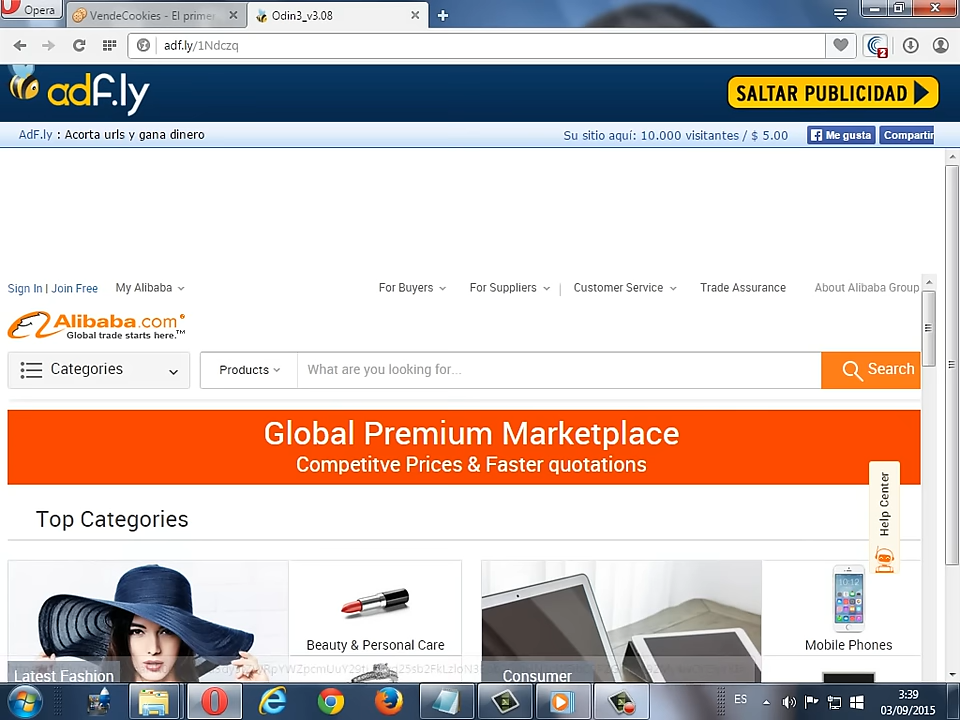 Opera
VendeCookies - El primer
Odin3_v3.08
adf.ly/1Ndczq
2
adf.ly
SALTAR PUBLICIDAD
AdF.ly : Acorta urls y gana dinero
Su sitio aquí: 10.000 visitantes / $ 5.00
Me gusta
Compartir
Sign In | Join Free
My Alibaba
For Buyers
For Suppliers
Customer Service
Trade Assurance
About Alibaba Group
Alibaba.com®
Global trade starts here.™
Categories
Products
What are you looking for...
Search
Global Premium Marketplace
Competitve Prices & Faster quotations
Help Center
Top Categories
10:12
Beauty & Personal Care
Mobile Phones
Latest Fashion
Consumer
ES
3:39
03/09/2015